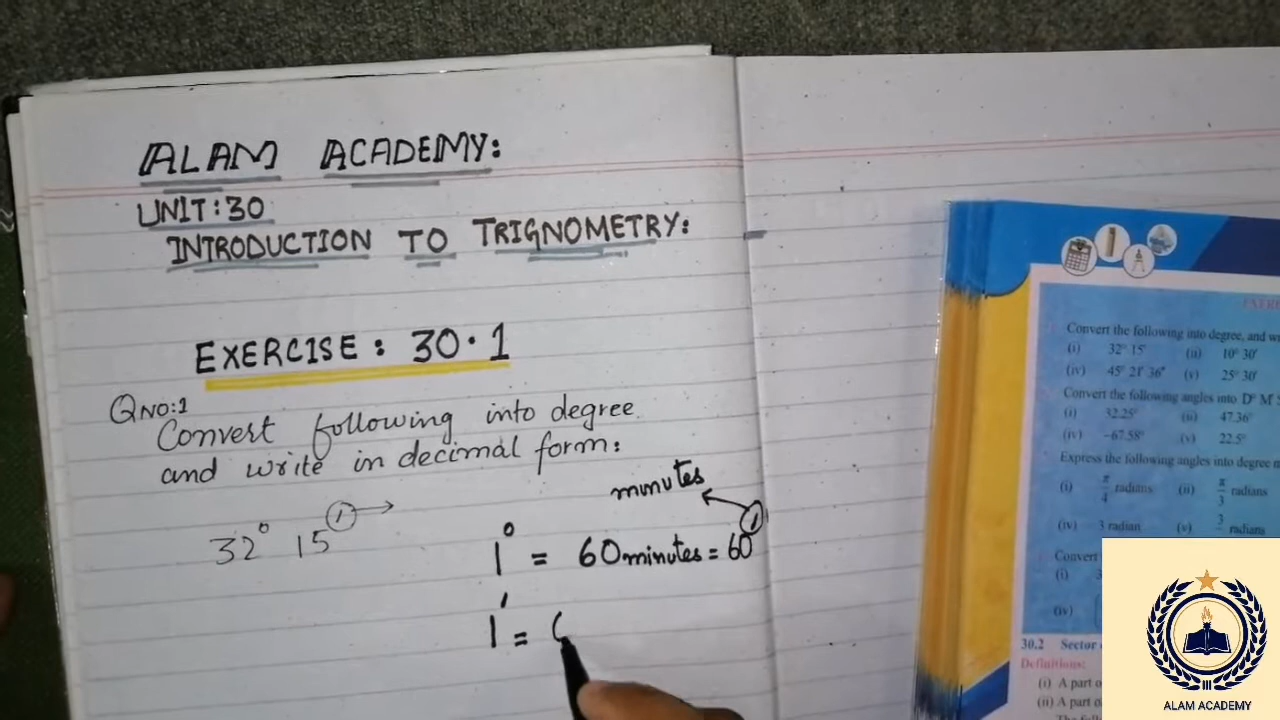 ALAM ACADEMY:
UNIT:30
INTRODUCTION TO TRIGNOMETRY:
EXERCISE: 30.1
QNO:1
Convert following into degree
and write in decimal form:
32° 15'
minutes
1° = 60minutes = 60'
1' =
Convert the following into degree, and
(i) 32° 15' (ii) 10° 30'
(iv) 45° 21' 36" (v) 25° 30'
Convert the following angles into D° M'
(i) 32.25° (ii) 47.36°
(iv) -67.58° (v) 22.5°
Express the following angles into degree
(i) π/4 radians (ii) π/3 radians
(iv) 3 radian (v) radians
Convert
(i)
(iv)
30.2 Sector
Definitions:
(i) A part
(ii) A part
ALAM ACADEMY